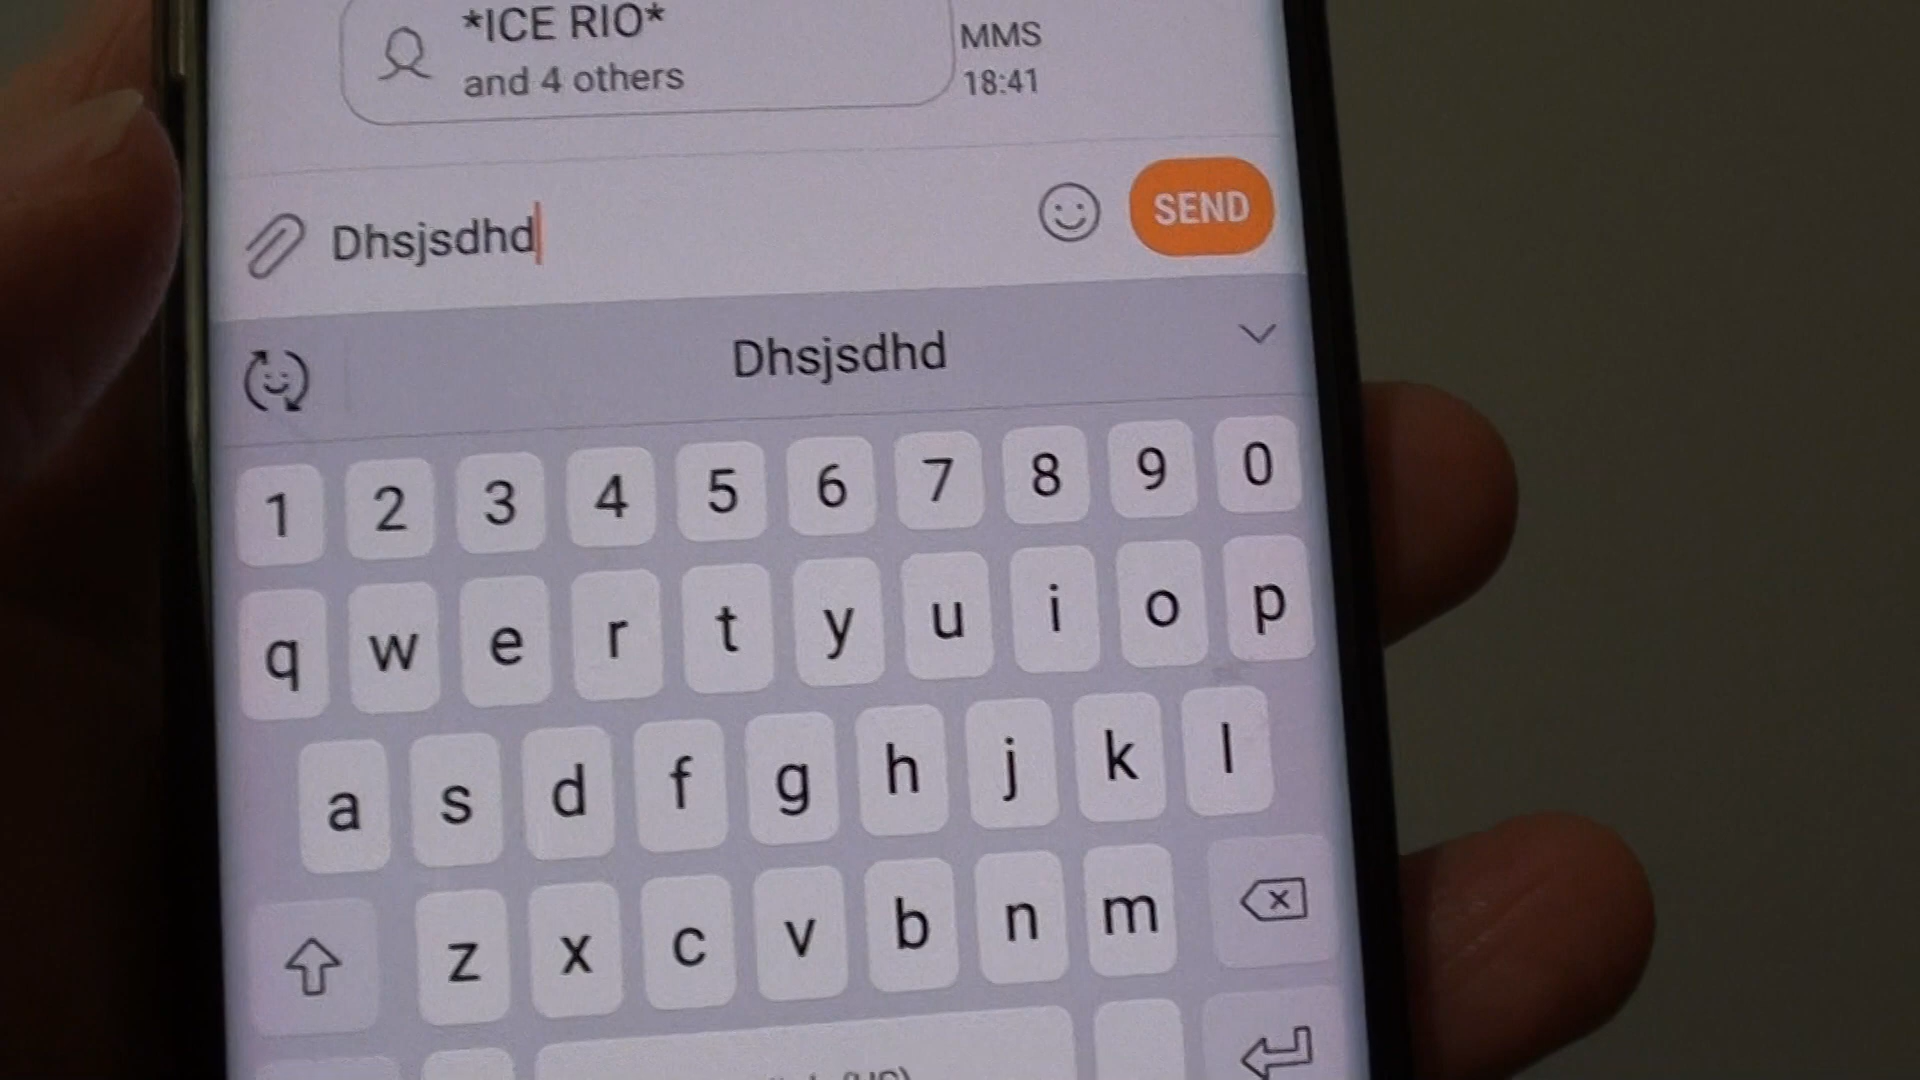 *ICE RIO*
and 4 others
MMS
18:41
Dhsjsdhd
SEND
Dhsjsdhd
1 2 3 4 5 6 7 8 9 0
q w e r t y u i o p
a s d f g h j k l
z x c v b n m